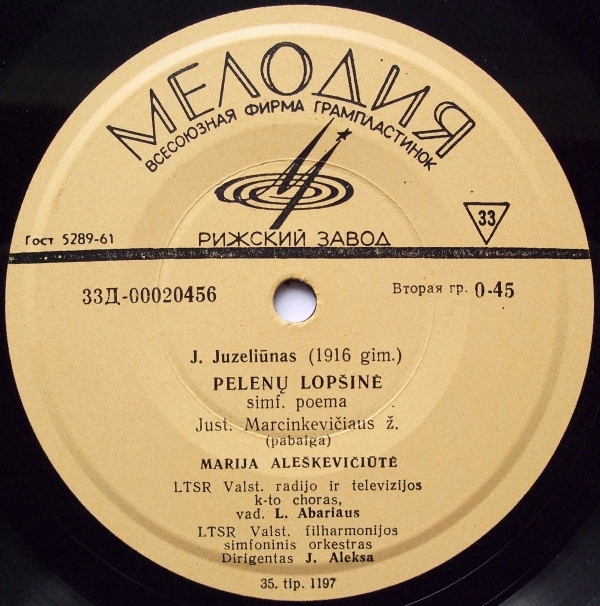 МЕЛОДИЯ
ВСЕСОЮЗНАЯ ФИРМА ГРАМПЛАСТИНОК
33
Гост 5289-61
РИЖСКИЙ ЗАВОД
33Д-00020456
Вторая гр. 0-45
J. Juzeliūnas (1916 gim.)
PELENŲ LOPŠINĖ
simf. poema
Just. Marcinkevičiaus ž.
(pabaiga)
MARIJA ALEŠKEVIČIŪTĖ
LTSR Valst. radijo ir televizijos
k-to choras,
vad. L. Abariaus
LTSR Valst. filharmonijos
simfoninis orkestras
Dirigentas J. Aleksa
35. tip. 1197